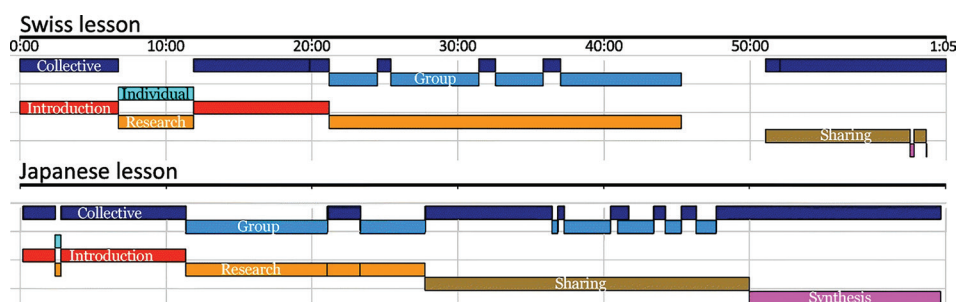 Swiss lesson
0:00 10:00 20:00 30:00 40:00 50:00 1:05
Collective
Group
Individual
Introduction
Research
Sharing
Japanese lesson
Collective
Group
Introduction
Research
Sharing
Synthesis